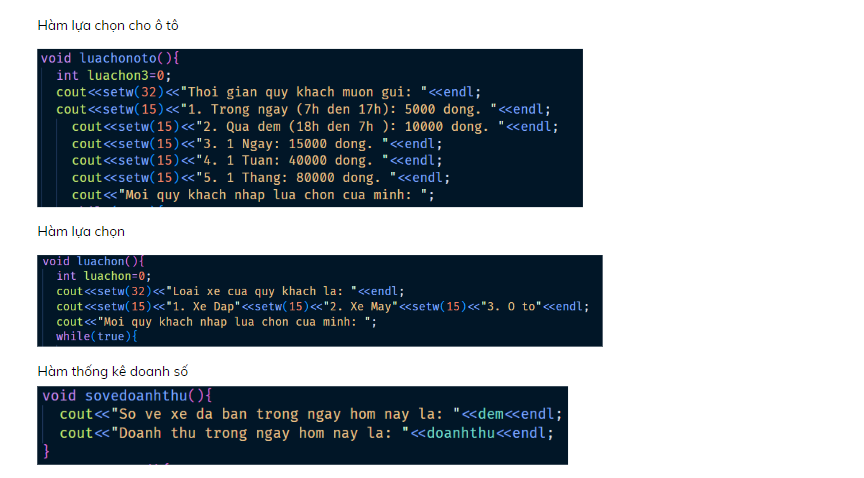 Hàm lựa chọn cho ô tô
void luachonoto(){
int luachon3=0;
cout<<setw(32)<<"Thoi gian quy khach muon gui: "<<endl;
cout<<setw(15)<<"1. Trong ngay (7h den 17h): 5000 dong. "<<endl;
cout<<setw(15)<<"2. Qua dem (18h den 7h ): 10000 dong. "<<endl;
cout<<setw(15)<<"3. 1 Ngay: 15000 dong. "<<endl;
cout<<setw(15)<<"4. 1 Tuan: 40000 dong. "<<endl;
cout<<setw(15)<<"5. 1 Thang: 80000 dong. "<<endl;
cout<<"Moi quy khach nhap lua chon cua minh: ";
Hàm lựa chọn
void luachon(){
int luachon=0;
cout<<setw(32)<<"Loai xe cua quy khach la: "<<endl;
cout<<setw(15)<<"1. Xe Dap"<<setw(15)<<"2. Xe May"<<setw(15)<<"3. O to"<<endl;
cout<<"Moi quy khach nhap lua chon cua minh: ";
while(true){
Hàm thống kê doanh số
void sovedoanhthu(){
cout<<"So ve xe da ban trong ngay hom nay la: "<<dem<<endl;
cout<<"Doanh thu trong ngay hom nay la: "<<doanhthu<<endl;
}